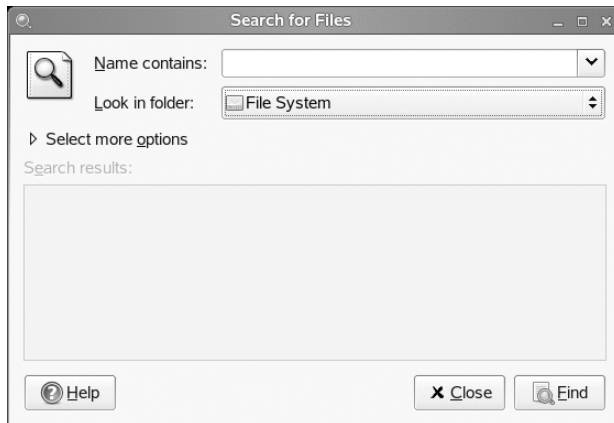 Search for Files
Name contains:
Look in folder: File System
Select more options
Search results:
Help Close Find